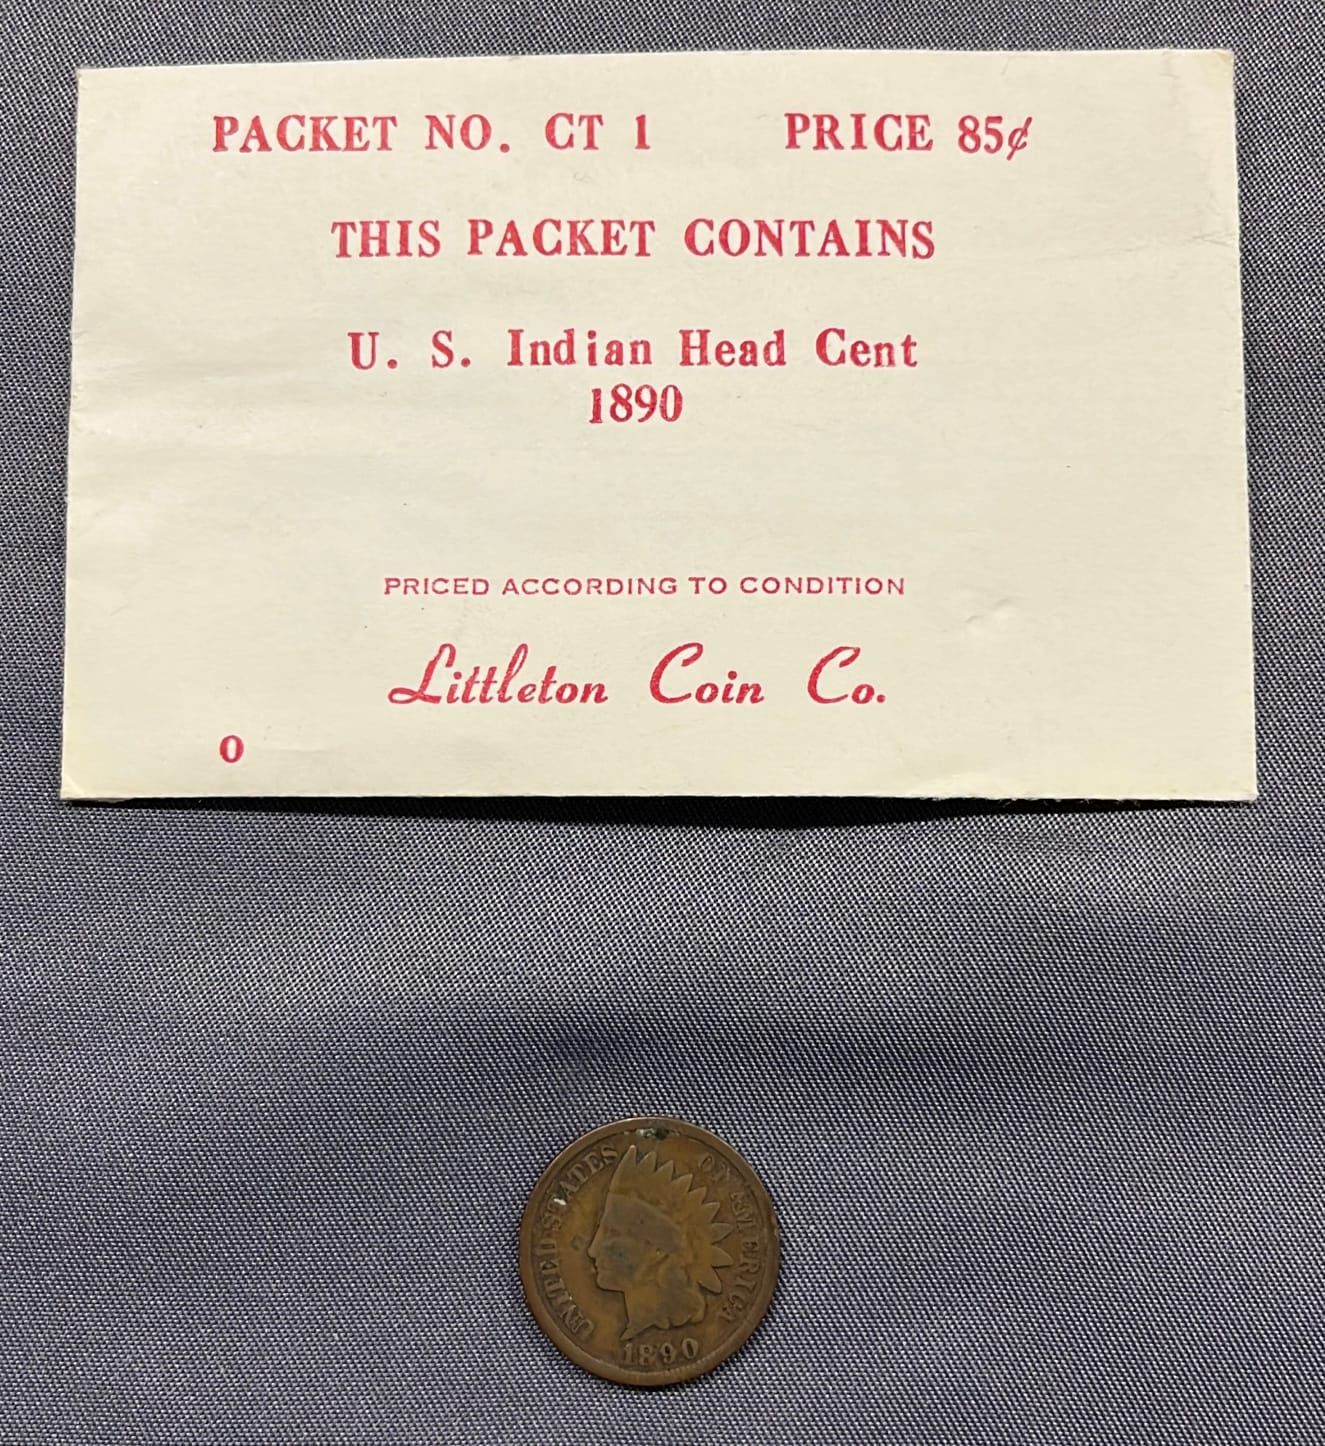 PACKET NO. CT 1 PRICE 85¢
THIS PACKET CONTAINS
U. S. Indian Head Cent
1890
PRICED ACCORDING TO CONDITION
Littleton Coin Co.
0
UNITED STATES OF AMERICA
1890